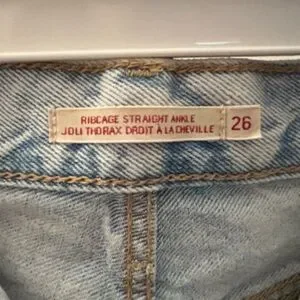 RIBCAGE STRAIGHT ANKLE 26
JOLI THORAX DROIT À LA CHEVILLE